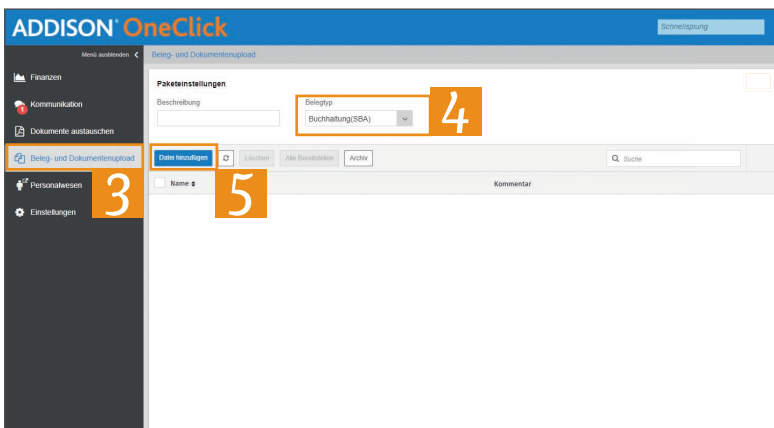 ADDISON® OneClick
Schnellsprung
Menü ausblenden
Beleg- und Dokumentenupload
Finanzen
Paketeinstellungen
Kommunikation
Beschreibung
Belegtyp
Buchhaltung(SBA)
4
Dokumente austauschen
Beleg- und Dokumentenupload
Datei hinzufügen
Löschen
Alle Bereitstellen
Archiv
Suche
Personalwesen
3
5
Name
Kommentar
Einstellungen